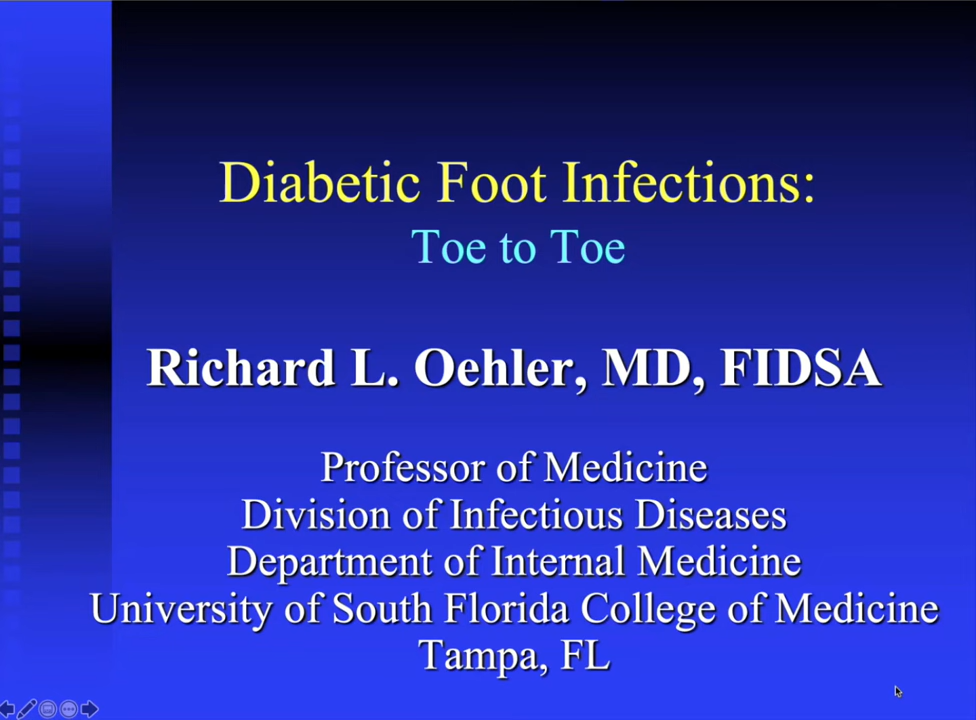 Diabetic Foot Infections:
Toe to Toe
Richard L. Oehler, MD, FIDSA
Professor of Medicine
Division of Infectious Diseases
Department of Internal Medicine
University of South Florida College of Medicine
Tampa, FL